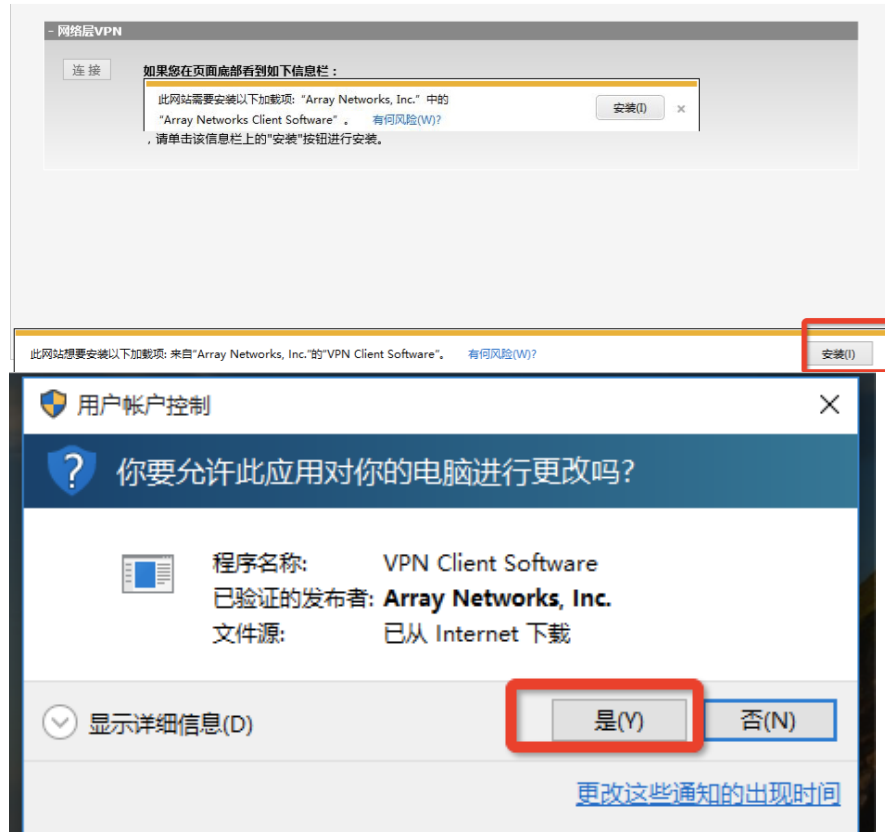 - 网络层VPN
连 接
如果您在页面底部看到如下信息栏：
此网站需要安装以下加载项: “Array Networks, Inc.” 中的
“Array Networks Client Software” 。 有何风险(W)?
安装(I)
×
，请单击该信息栏上的"安装"按钮进行安装。
此网站想要安装以下加载项: 来自"Array Networks, Inc."的"VPN Client Software"。 有何风险(W)?
安装(I)
用户帐户控制
你要允许此应用对你的电脑进行更改吗?
程序名称: VPN Client Software
已验证的发布者: Array Networks, Inc.
文件源: 已从 Internet 下载
显示详细信息(D)
是(Y)
否(N)
更改这些通知的出现时间